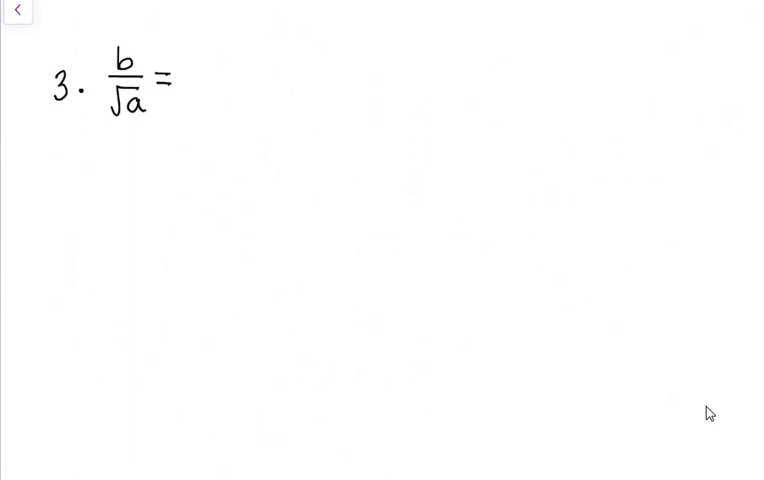 3. b/√a =